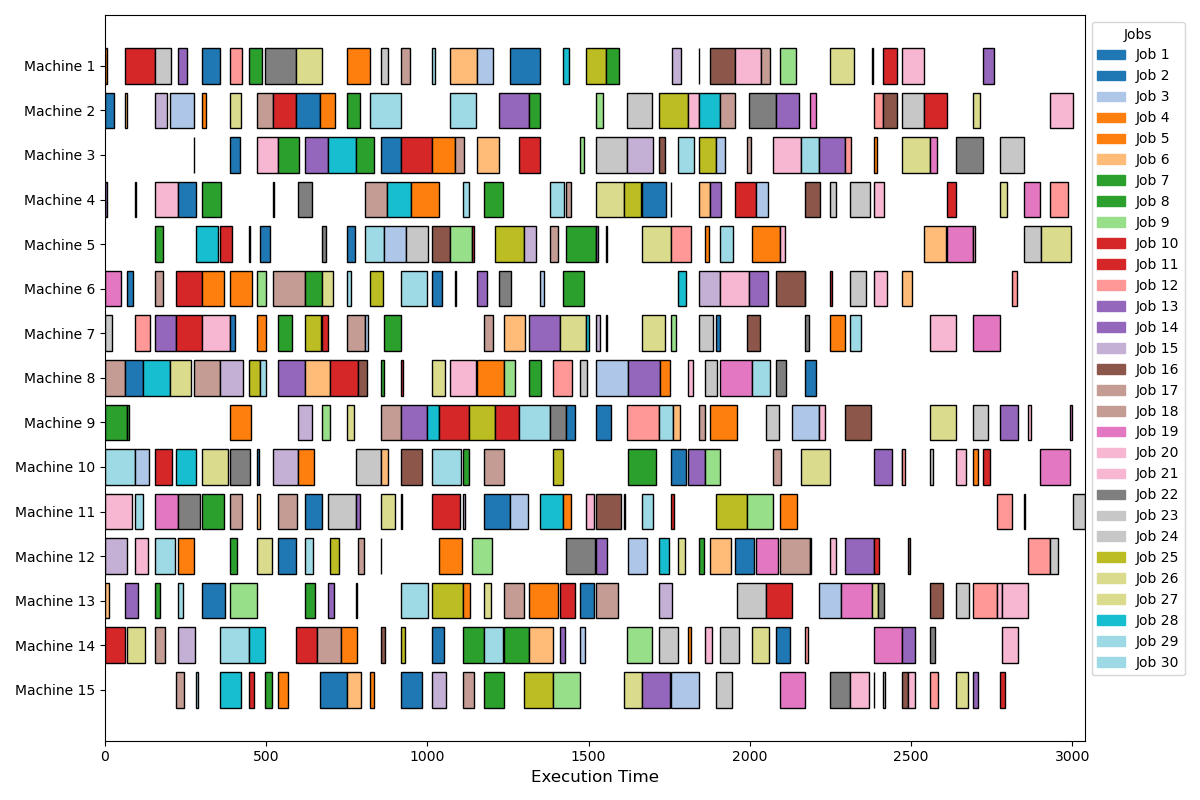 Machine 1
Machine 2
Machine 3
Machine 4
Machine 5
Machine 6
Machine 7
Machine 8
Machine 9
Machine 10
Machine 11
Machine 12
Machine 13
Machine 14
Machine 15
0 500 1000 1500 2000 2500 3000
Execution Time
Jobs
Job 1
Job 2
Job 3
Job 4
Job 5
Job 6
Job 7
Job 8
Job 9
Job 10
Job 11
Job 12
Job 13
Job 14
Job 15
Job 16
Job 17
Job 18
Job 19
Job 20
Job 21
Job 22
Job 23
Job 24
Job 25
Job 26
Job 27
Job 28
Job 29
Job 30